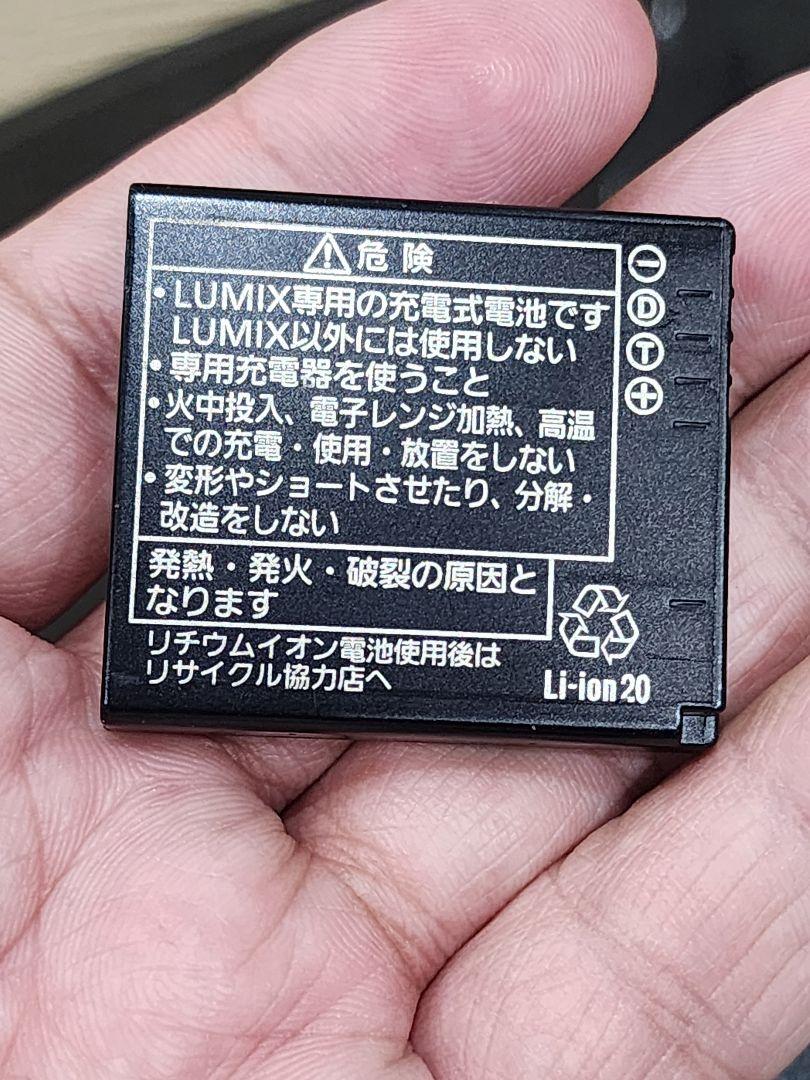 危険
・LUMIX専用の充電式電池です
LUMIX以外には使用しない
・専用充電器を使うこと
・火中投入、電子レンジ加熱、高温
での充電・使用・放置をしない
・変形やショートさせたり、分解・
改造をしない
発熱・発火・破裂の原因と
なります
リチウムイオン電池使用後は
リサイクル協力店へ
Li-ion 20
−
D
T
+